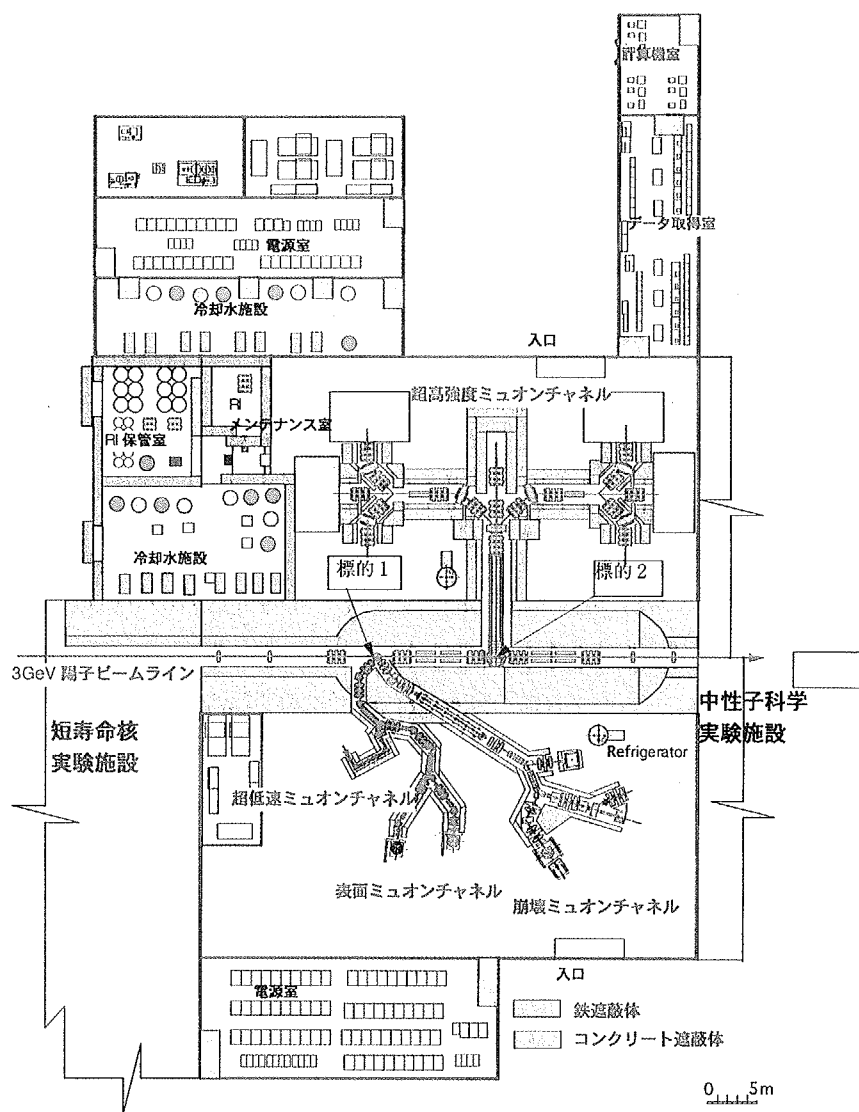 計算機室
データ取得室
電源室
冷却水施設
入口
超高強度ミュオンチャネル
RI
メンテナンス室
RI 保管室
冷却水施設
標的1
標的2
3GeV 陽子ビームライン
中性子科学
実験施設
短寿命核
実験施設
Refrigerator
超低速ミュオンチャネル
表面ミュオンチャネル
崩壊ミュオンチャネル
入口
電源室
鉄遮蔽体
コンクリート遮蔽体
0 5m